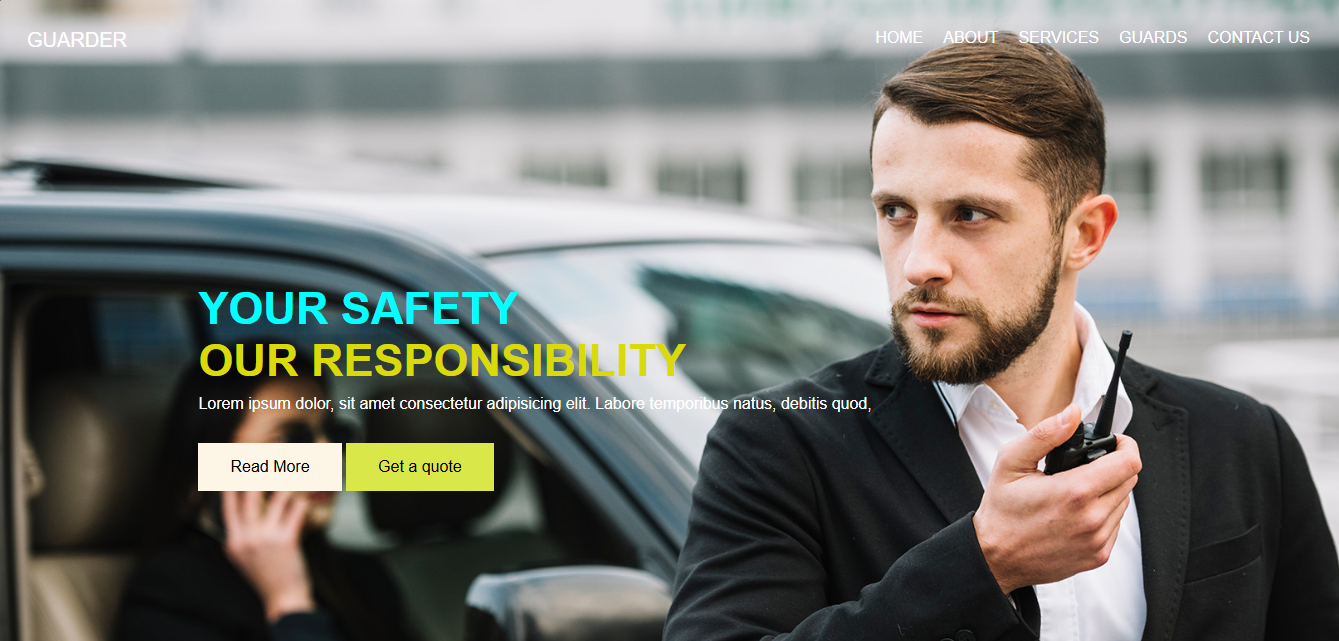 GUARDER
HOME ABOUT SERVICES GUARDS CONTACT US
YOUR SAFETY
OUR RESPONSIBILITY
Lorem ipsum dolor, sit amet consectetur adipisicing elit. Labore temporibus natus, debitis quod,
Read More Get a quote